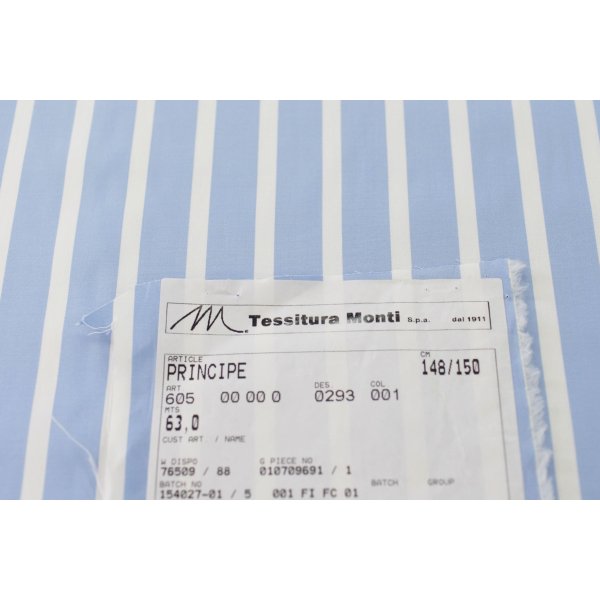 M. Tessitura Monti S.p.a. dal 1911
ARTICLE CM
PRINCIPE 148/150
ART DES COL
605 00 00 0 0293 001
MTS
63,0
CUST ART / NAME
W DISPO G PIECE NO
76509 / 88 010709691 / 1
BATCH NO BATCH GROUP
154027-01 / 5 001 FI FC 01